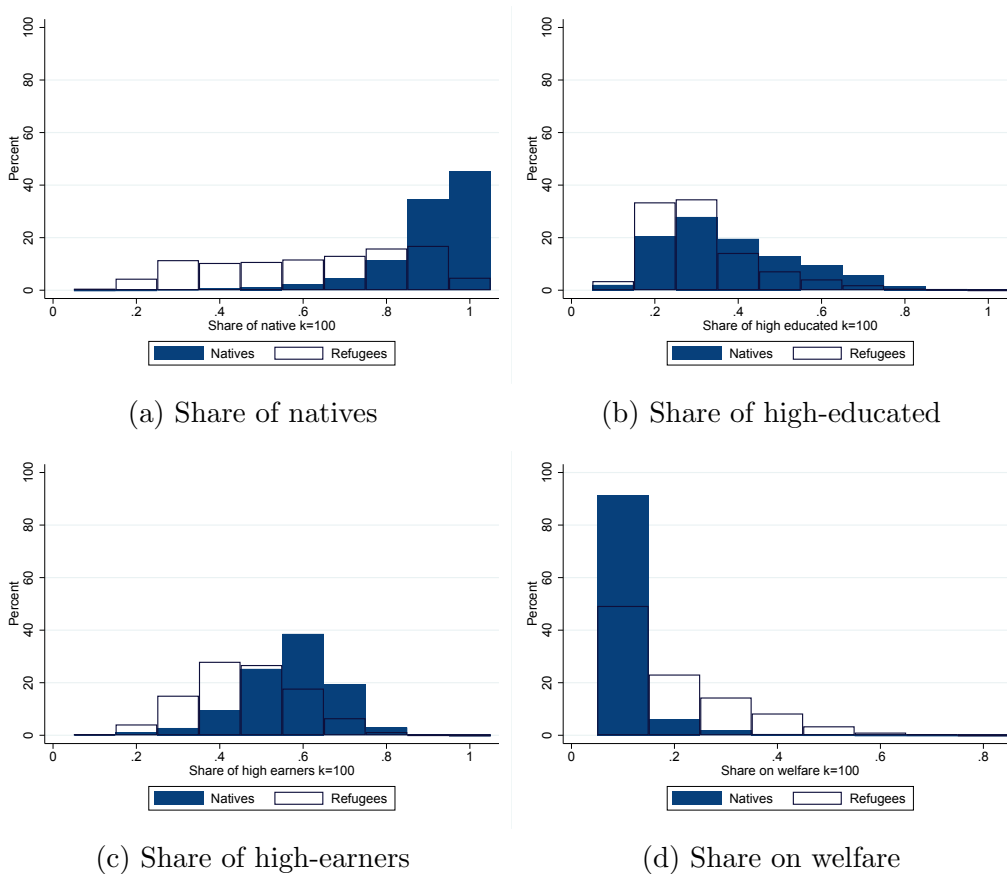 100
80
60
40
20
0
Percent
0 .2 .4 .6 .8 1
Share of native k=100
Natives Refugees
(a) Share of natives
100
80
60
40
20
0
Percent
0 .2 .4 .6 .8 1
Share of high educated k=100
Natives Refugees
(b) Share of high-educated
100
80
60
40
20
0
Percent
0 .2 .4 .6 .8 1
Share of high earners k=100
Natives Refugees
(c) Share of high-earners
100
80
60
40
20
0
Percent
0 .2 .4 .6 .8
Share on welfare k=100
Natives Refugees
(d) Share on welfare